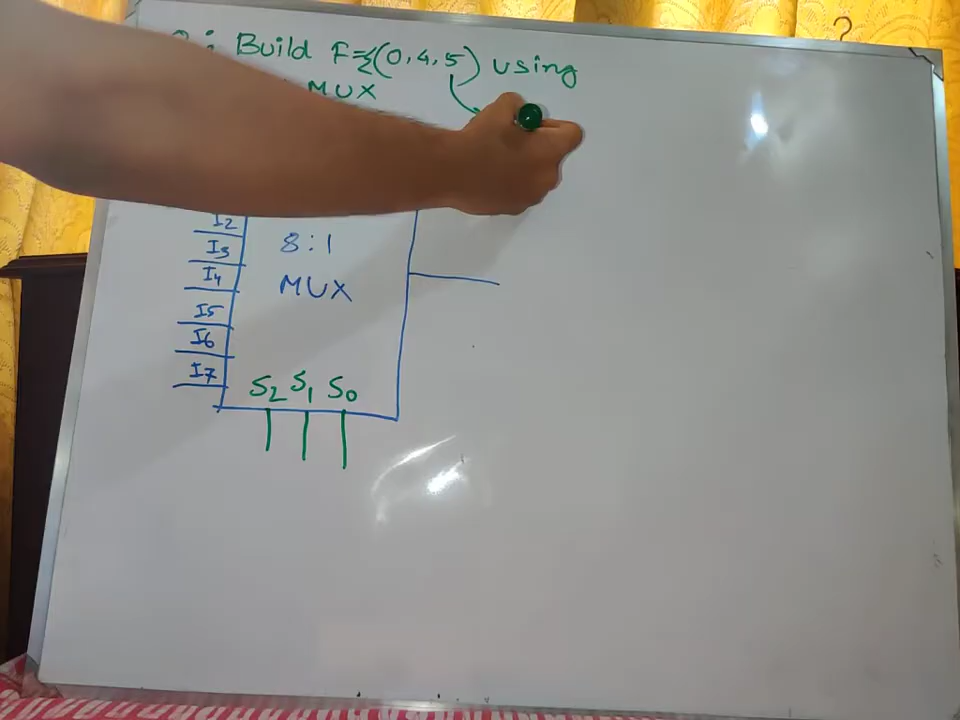 Q: Build F=Σ(0,4,5) using
MUX
I2
I3
8:1
I4
MUX
I5
I6
I7
S2 S1 S0